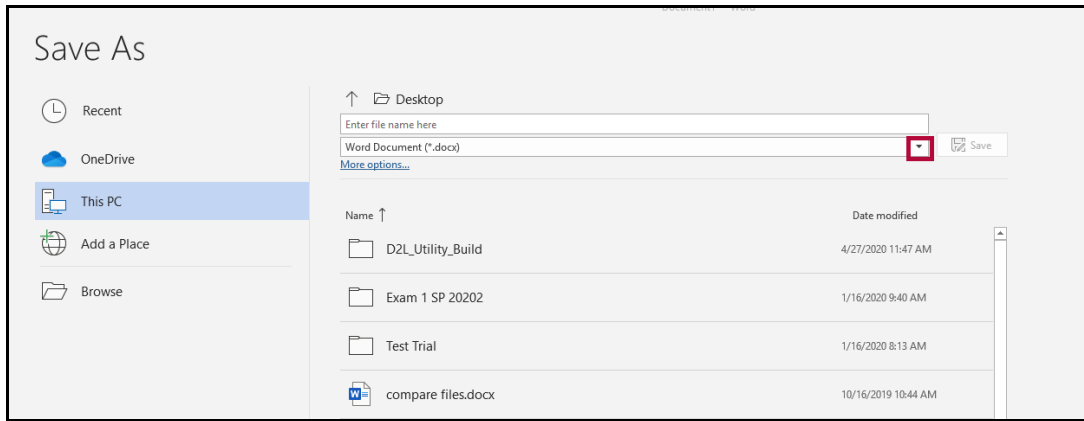 Save As
Recent
OneDrive
This PC
Add a Place
Browse
Desktop
Enter file name here
Word Document (*.docx)
Save
More options...
Name Date modified
D2L_Utility_Build 4/27/2020 11:47 AM
Exam 1 SP 20202 1/16/2020 9:40 AM
Test Trial 1/16/2020 8:13 AM
compare files.docx 10/16/2019 10:44 AM